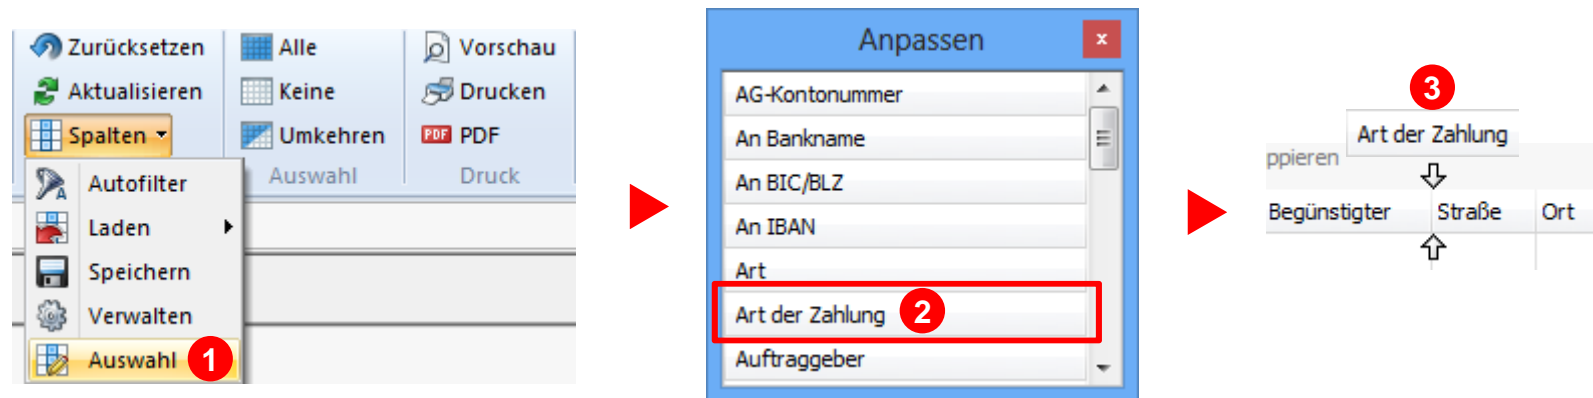 Zurücksetzen
Alle
Vorschau
Aktualisieren
Keine
Drucken
Spalten
Umkehren
PDF PDF
Auswahl
Druck
Autofilter
Laden
Speichern
Verwalten
Auswahl 1
Anpassen
x
AG-Kontonummer
An Bankname
An BIC/BLZ
An IBAN
Art
Art der Zahlung 2
Auftraggeber
3
Art der Zahlung
ppieren
Begünstigter Straße Ort